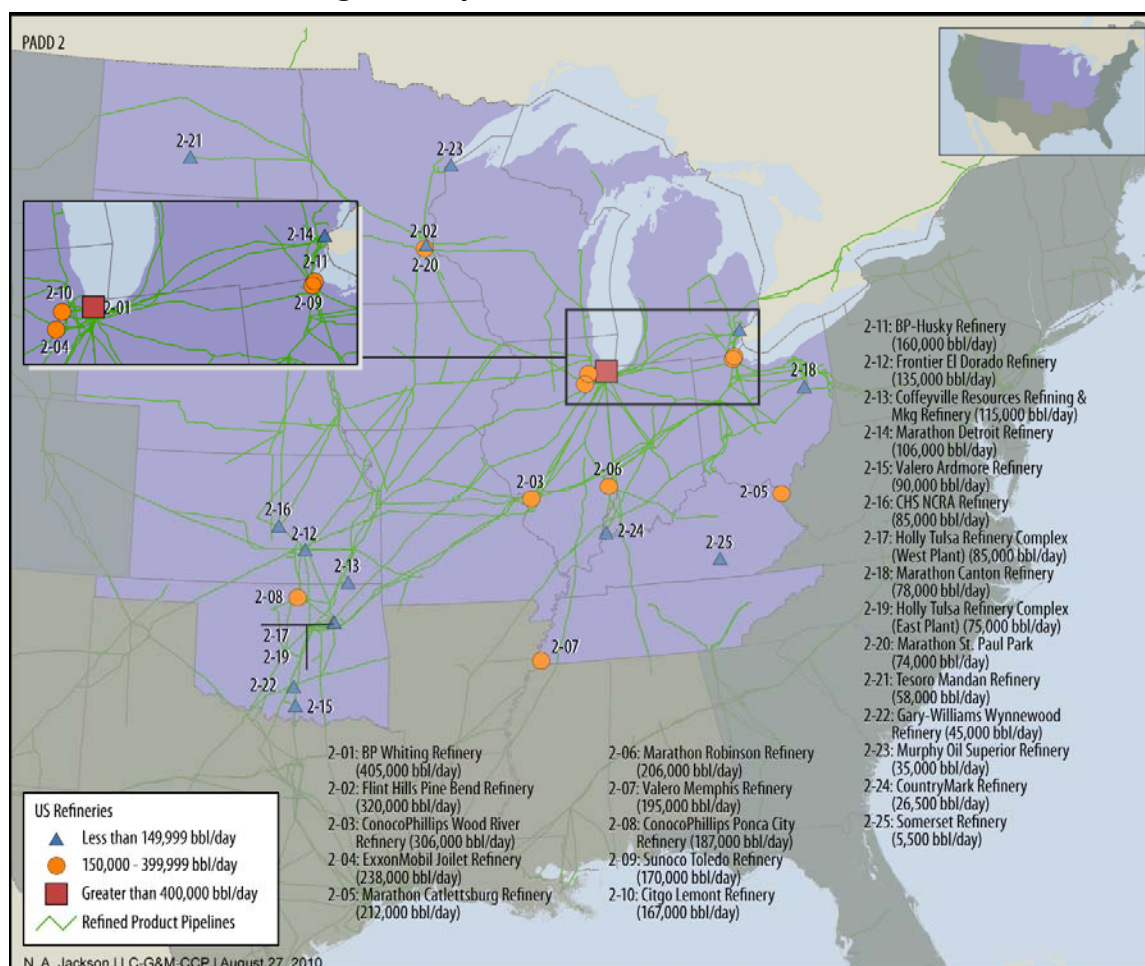 PADD 2
2-21
2-23
2-02
2-20
2-14
2-11
2-10
2-01
2-09
2-04
2-18
2-03
2-06
2-05
2-24
2-25
2-16
2-12
2-13
2-08
2-17
2-19
2-07
2-22
2-15
2-11: BP-Husky Refinery
(160,000 bbl/day)
2-12: Frontier El Dorado Refinery
(135,000 bbl/day)
2-13: Coffeyville Resources Refining &
Mkg Refinery (115,000 bbl/day)
2-14: Marathon Detroit Refinery
(106,000 bbl/day)
2-15: Valero Ardmore Refinery
(90,000 bbl/day)
2-16: CHS NCRA Refinery
(85,000 bbl/day)
2-17: Holly Tulsa Refinery Complex
(West Plant) (85,000 bbl/day)
2-18: Marathon Canton Refinery
(78,000 bbl/day)
2-19: Holly Tulsa Refinery Complex
(East Plant) (75,000 bbl/day)
2-20: Marathon St. Paul Park
(74,000 bbl/day)
2-21: Tesoro Mandan Refinery
(58,000 bbl/day)
2-22: Gary-Williams Wynnewood
Refinery (45,000 bbl/day)
2-23: Murphy Oil Superior Refinery
(35,000 bbl/day)
2-24: CountryMark Refinery
(26,500 bbl/day)
2-25: Somerset Refinery
(5,500 bbl/day)
2-01: BP Whiting Refinery
(405,000 bbl/day)
2-02: Flint Hills Pine Bend Refinery
(320,000 bbl/day)
2-03: ConocoPhillips Wood River
Refinery (306,000 bbl/day)
2-04: ExxonMobil Joilet Refinery
(238,000 bbl/day)
2-05: Marathon Catlettsburg Refinery
(212,000 bbl/day)
2-06: Marathon Robinson Refinery
(206,000 bbl/day)
2-07: Valero Memphis Refinery
(195,000 bbl/day)
2-08: ConocoPhillips Ponca City
Refinery (187,000 bbl/day)
2-09: Sunoco Toledo Refinery
(170,000 bbl/day)
2-10: Citgo Lemont Refinery
(167,000 bbl/day)
US Refineries
Less than 149,999 bbl/day
150,000 - 399,999 bbl/day
Greater than 400,000 bbl/day
Refined Product Pipelines
N. A. Jackson LLC-G&M-CCP | August 27, 2010